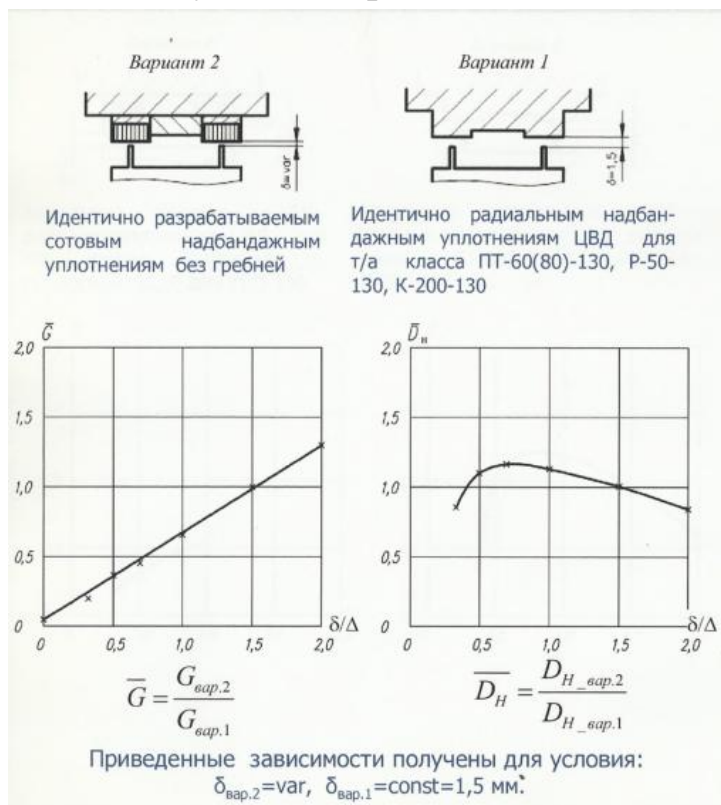 Вариант 2
Вариант 1
δ=var
δ=1,5
Идентично разрабатываемым
сотовым надбандажным
уплотнениям без гребней
Идентично радиальным надбан-
дажным уплотнениям ЦВД для
т/а класса ПТ-60(80)-130, Р-50-
130, К-200-130
G̅
2,0
1,5
1,0
0,5
0
0 0,5 1,0 1,5 2,0
δ/Δ
D̅н
2,0
1,5
1,0
0,5
0
0 0,5 1,0 1,5 2,0
δ/Δ
G̅ = Gвар.2 / Gвар.1
D̅H = DH_вар.2 / DH_вар.1
Приведенные зависимости получены для условия:
δвар.2=var, δвар.1=const=1,5 мм.